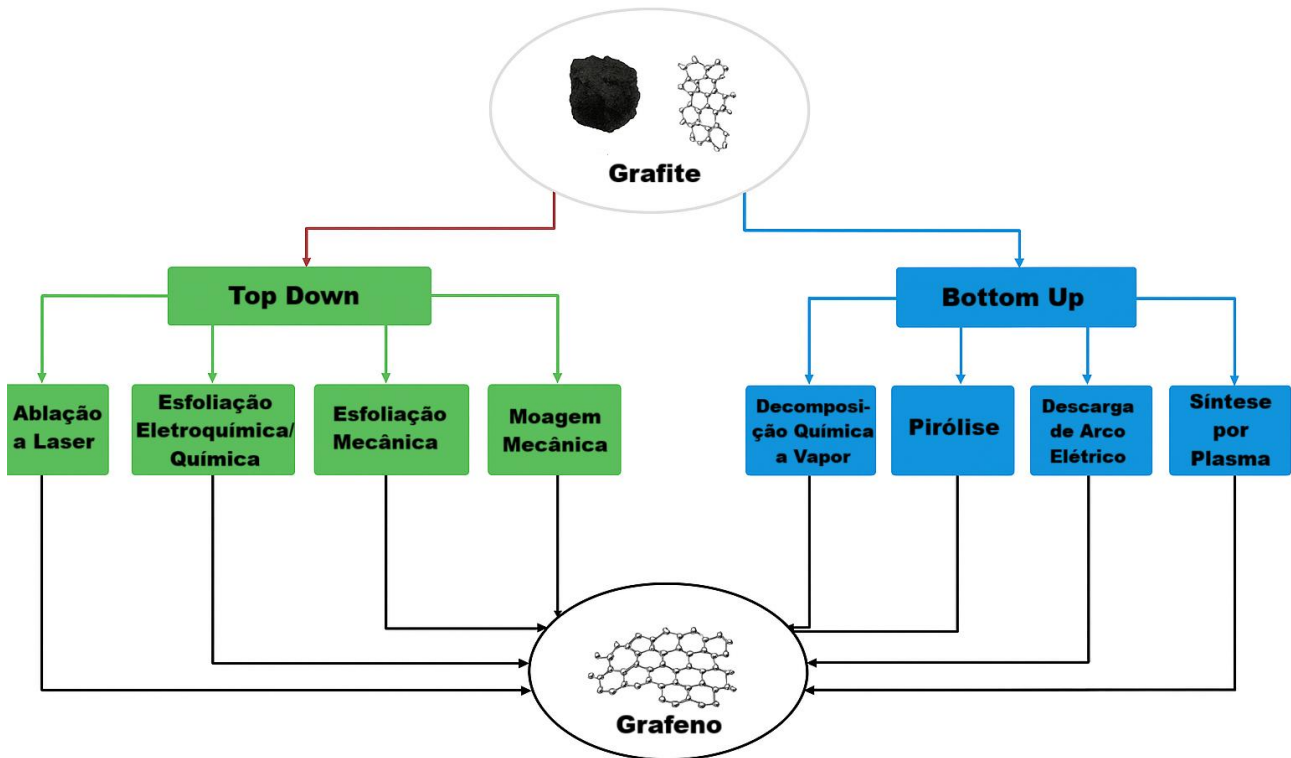 Grafite
Top Down
Bottom Up
Ablação
a Laser
Esfoliação
Eletroquímica/
Química
Esfoliação
Mecânica
Moagem
Mecânica
Decomposi-
ção Química
a Vapor
Pirólise
Descarga
de Arco
Elétrico
Síntese
por
Plasma
Grafeno